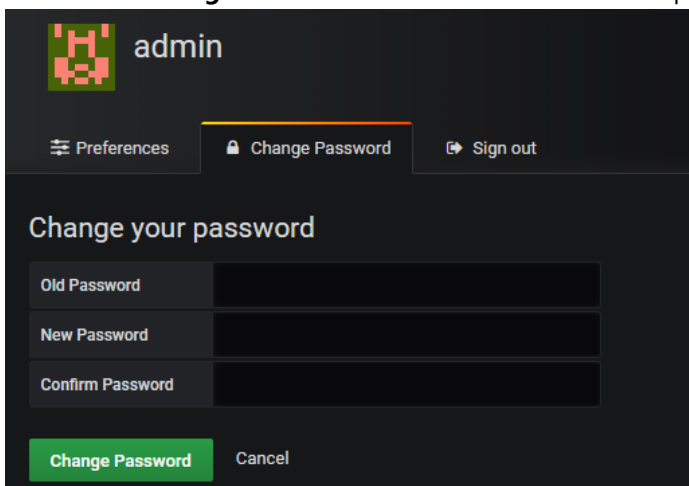 admin
Preferences Change Password Sign out
Change your password
Old Password
New Password
Confirm Password
Change Password Cancel